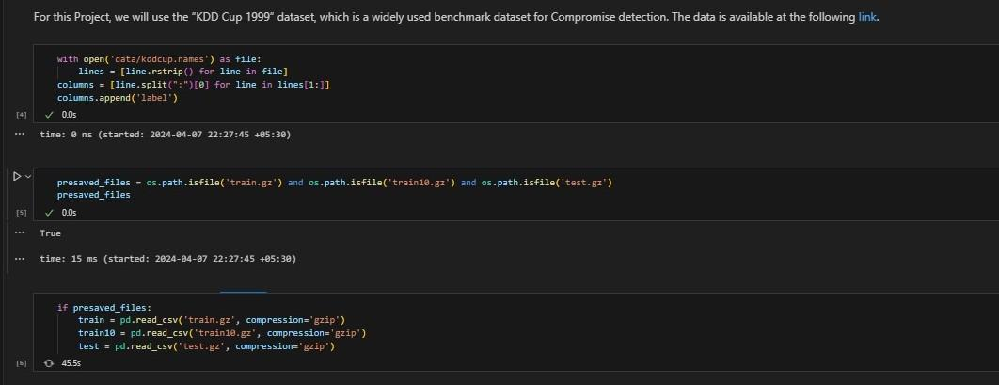 For this Project, we will use the "KDD Cup 1999" dataset, which is a widely used benchmark dataset for Compromise detection. The data is available at the following link.
with open('data/kddcup.names') as file:
    lines = [line.rstrip() for line in file]
columns = [line.split(":")[0] for line in lines[1:]]
columns.append('label')
[4] 0.0s
... time: 0 ns (started: 2024-04-07 22:27:45 +05:30)
presaved_files = os.path.isfile('train.gz') and os.path.isfile('train10.gz') and os.path.isfile('test.gz')
presaved_files
[5] 0.0s
... True
... time: 15 ms (started: 2024-04-07 22:27:45 +05:30)
if presaved_files:
    train = pd.read_csv('train.gz', compression='gzip')
    train10 = pd.read_csv('train10.gz', compression='gzip')
    test = pd.read_csv('test.gz', compression='gzip')
[6] 45.5s